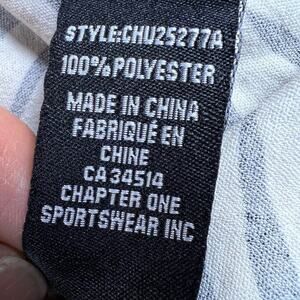 STYLE:CHU25277A
100%POLYESTER
MADE IN CHINA
FABRIQUÉ EN
CHINE
CA 34514
CHAPTER ONE
SPORTSWEAR INC